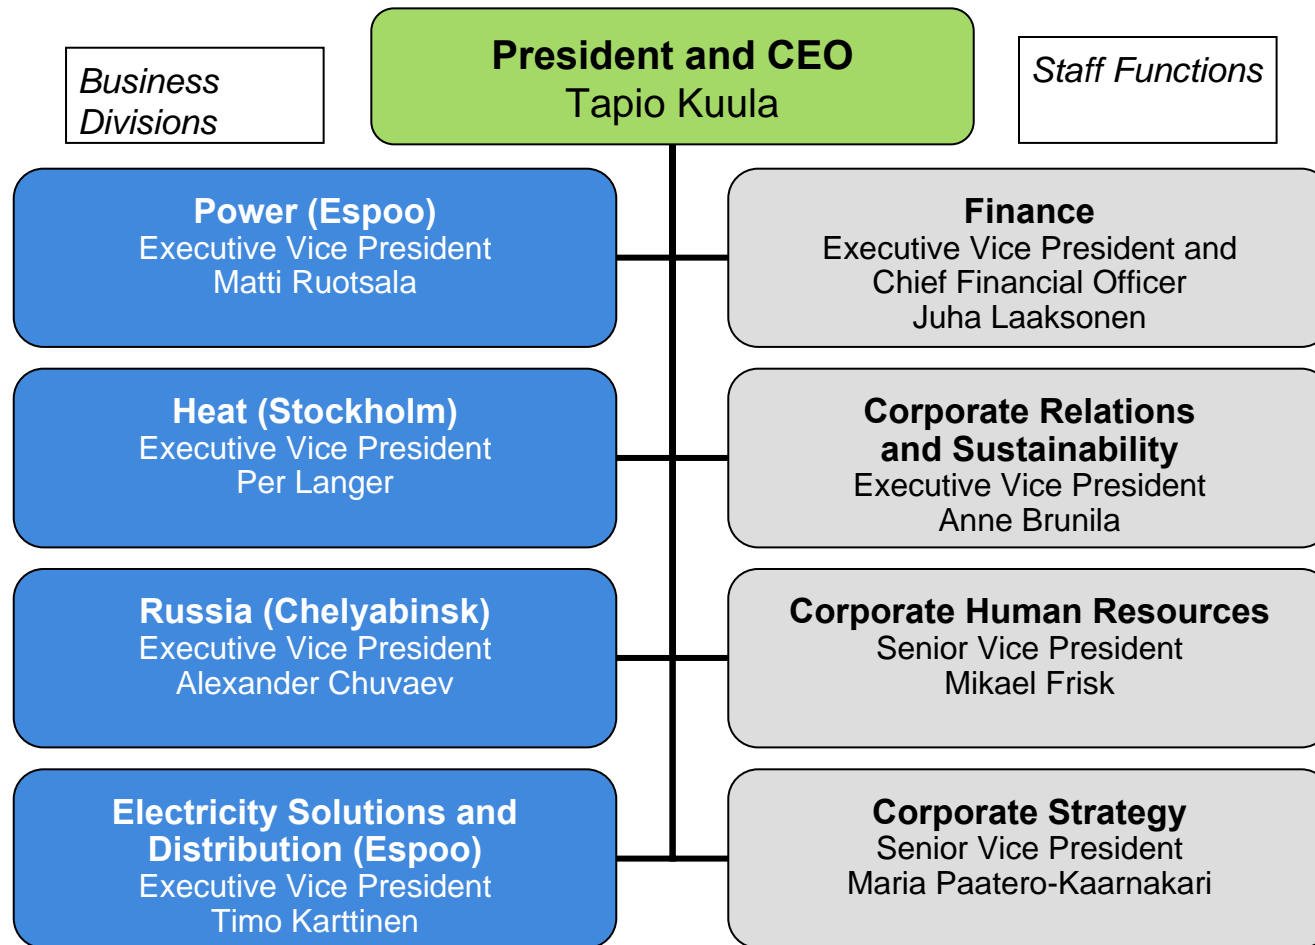 President and CEO
Tapio Kuula
Business
Divisions
Staff Functions
Power (Espoo)
Executive Vice President
Matti Ruotsala
Finance
Executive Vice President and
Chief Financial Officer
Juha Laaksonen
Heat (Stockholm)
Executive Vice President
Per Langer
Corporate Relations
and Sustainability
Executive Vice President
Anne Brunila
Russia (Chelyabinsk)
Executive Vice President
Alexander Chuvaev
Corporate Human Resources
Senior Vice President
Mikael Frisk
Electricity Solutions and
Distribution (Espoo)
Executive Vice President
Timo Karttinen
Corporate Strategy
Senior Vice President
Maria Paatero-Kaarnakari